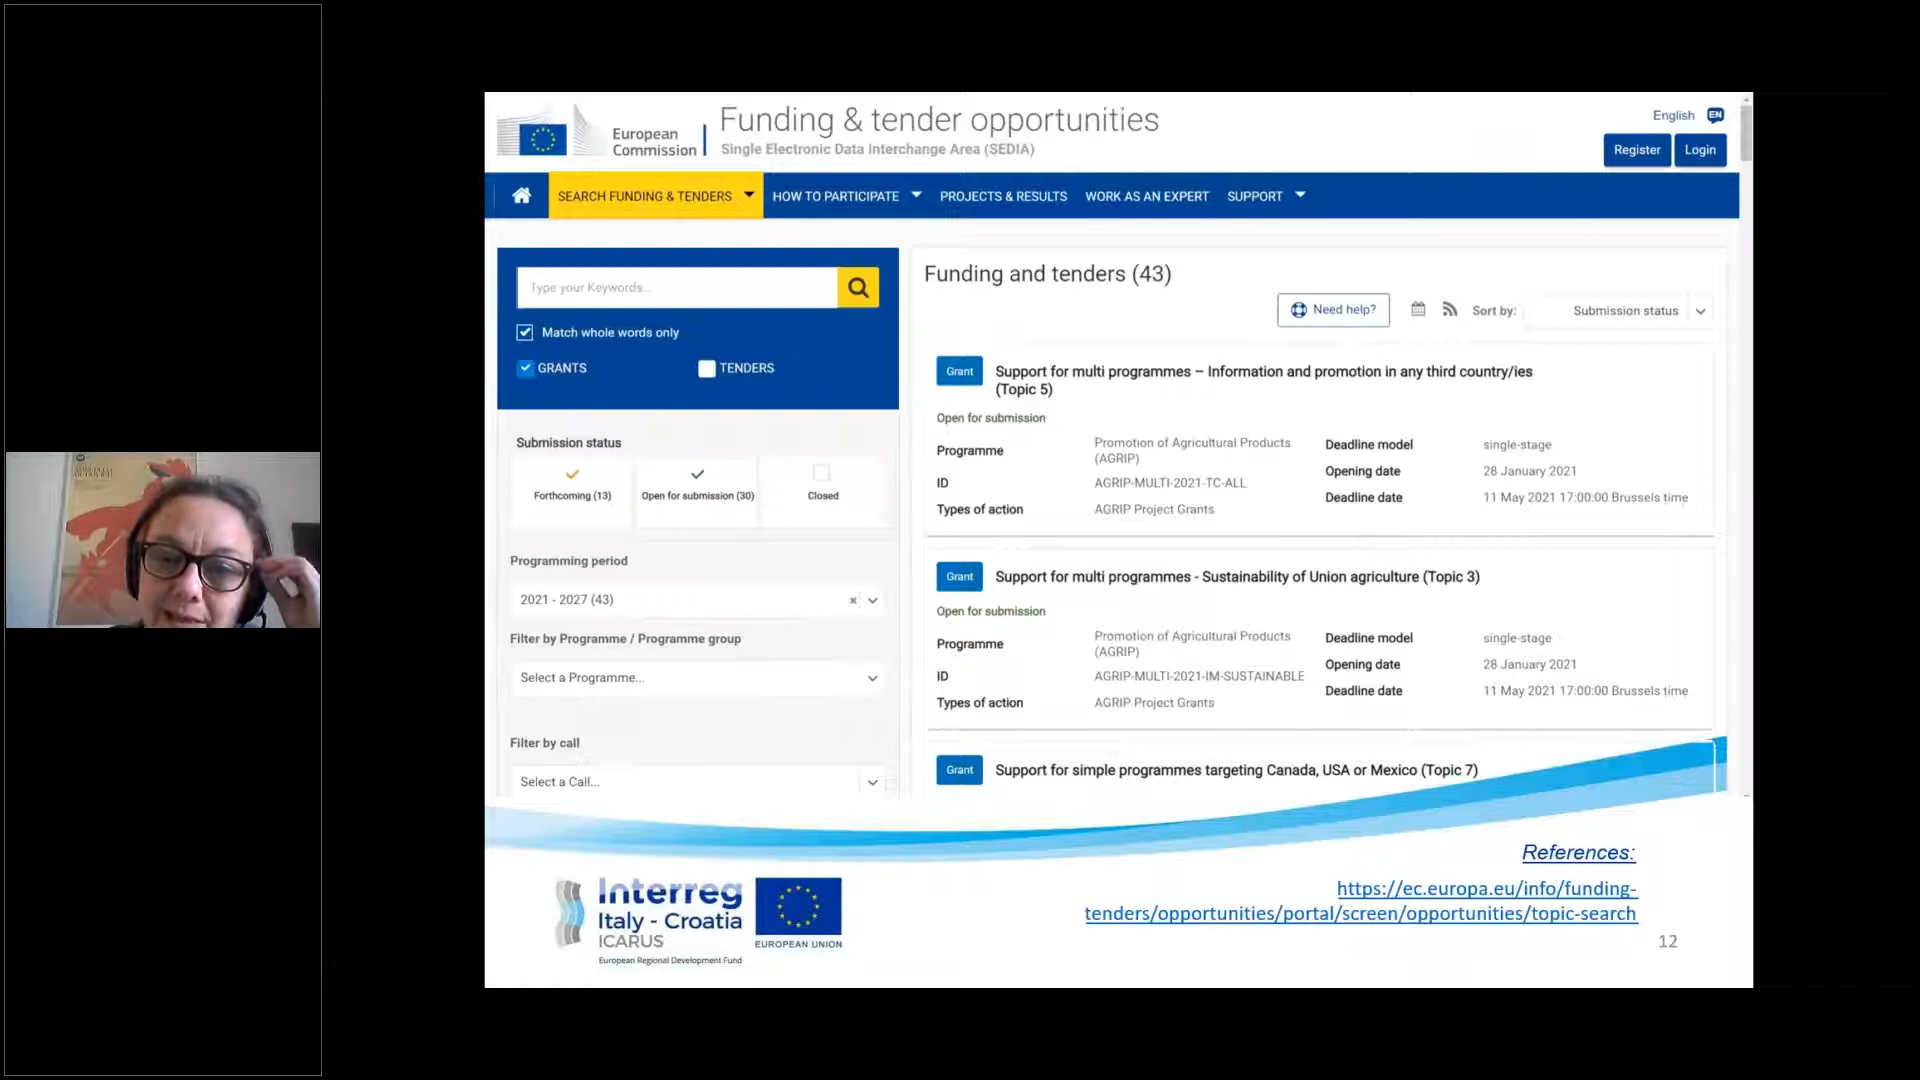 European
Commission
Funding & tender opportunities
Single Electronic Data Interchange Area (SEDIA)
English EN
Register Login
SEARCH FUNDING & TENDERS HOW TO PARTICIPATE PROJECTS & RESULTS WORK AS AN EXPERT SUPPORT
Type your Keywords...
Match whole words only
GRANTS TENDERS
Submission status
Forthcoming (13) Open for submission (30) Closed
Programming period
2021 - 2027 (43)
Filter by Programme / Programme group
Select a Programme...
Filter by call
Select a Call...
Funding and tenders (43)
Need help? Sort by: Submission status
Grant Support for multi programmes – Information and promotion in any third country/ies
(Topic 5)
Open for submission
Programme Promotion of Agricultural Products
(AGRIP)
ID AGRIP-MULTI-2021-TC-ALL
Types of action AGRIP Project Grants
Deadline model single-stage
Opening date 28 January 2021
Deadline date 11 May 2021 17:00:00 Brussels time
Grant Support for multi programmes - Sustainability of Union agriculture (Topic 3)
Open for submission
Programme Promotion of Agricultural Products
(AGRIP)
ID AGRIP-MULTI-2021-IM-SUSTAINABLE
Types of action AGRIP Project Grants
Deadline model single-stage
Opening date 28 January 2021
Deadline date 11 May 2021 17:00:00 Brussels time
Grant Support for simple programmes targeting Canada, USA or Mexico (Topic 7)
Interreg
Italy - Croatia
ICARUS
European Regional Development Fund
EUROPEAN UNION
References:
https://ec.europa.eu/info/funding-
tenders/opportunities/portal/screen/opportunities/topic-search
12